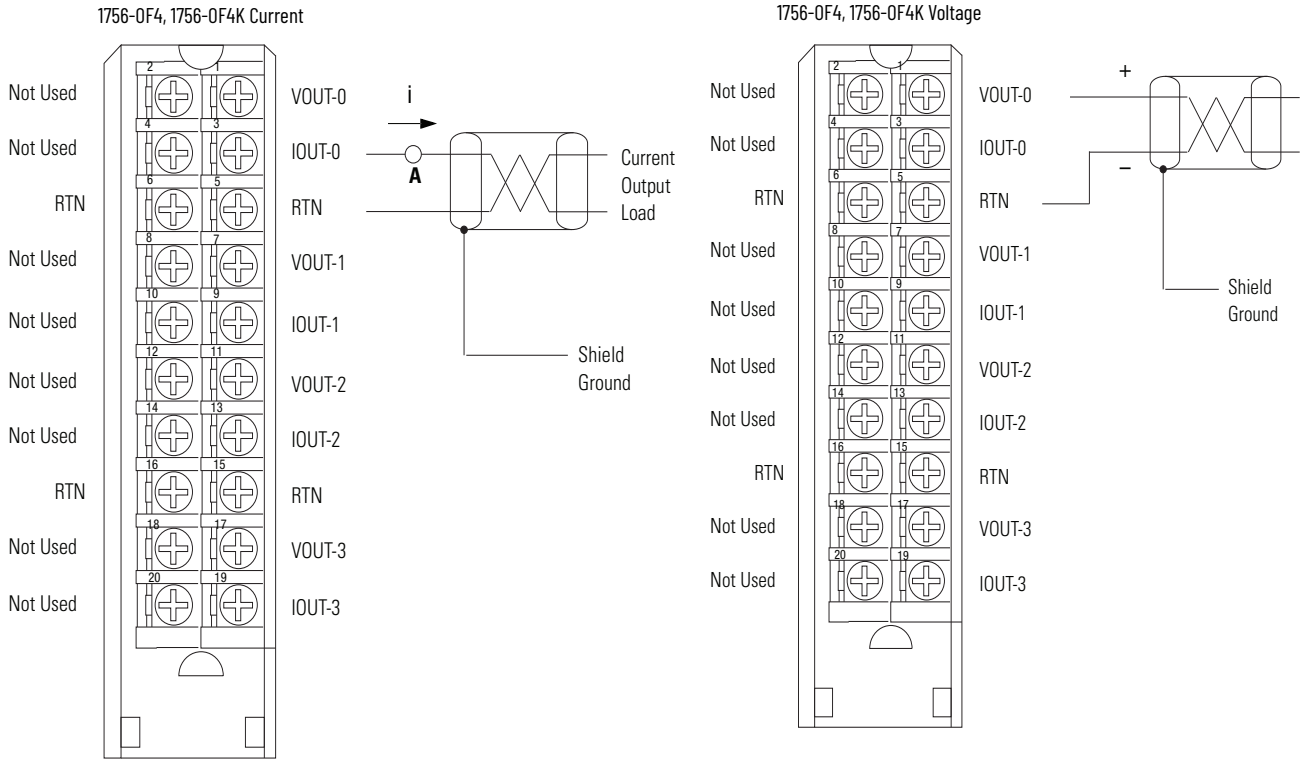 1756-OF4, 1756-OF4K Current
2 1
Not Used VOUT-0
i
4 3
Not Used IOUT-0
A
Current
Output
Load
6 5
RTN RTN
8 7
Not Used VOUT-1
10 9
Not Used IOUT-1
12 11
Not Used VOUT-2
Shield
Ground
14 13
Not Used IOUT-2
16 15
RTN RTN
18 17
Not Used VOUT-3
20 19
Not Used IOUT-3
1756-OF4, 1756-OF4K Voltage
2 1
Not Used VOUT-0
+
4 3
Not Used IOUT-0
–
6 5
RTN RTN
8 7
Not Used VOUT-1
10 9
Not Used IOUT-1
Shield
Ground
12 11
Not Used VOUT-2
14 13
Not Used IOUT-2
16 15
RTN RTN
18 17
Not Used VOUT-3
20 19
Not Used IOUT-3